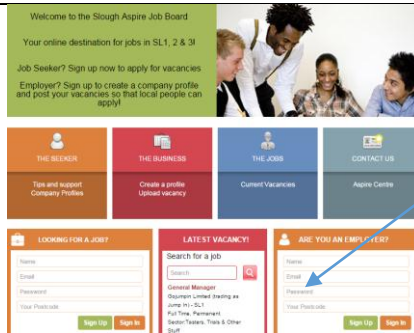 Welcome to the Slough Aspire Job Board
Your online destination for jobs in SL1, 2 & 3!
Job Seeker? Sign up now to apply for vacancies
Employer? Sign up to create a company profile
and post your vacancies so that local people can
apply!
THE SEEKER
Tips and support
Company Profiles
THE BUSINESS
Create a profile
Upload vacancy
THE JOBS
Current Vacancies
CONTACT US
Aspire Centre
LOOKING FOR A JOB?
Name
Email
Password
Your Postcode
Sign Up
Sign In
LATEST VACANCY!
Search for a job
Search
General Manager
Gojumpin Limited (trading as
Jump In) - SL1
Full Time, Permanent
Sector:Testers, Trials & Other
Stuff
ARE YOU AN EMPLOYER?
Name
Email
Password
Your Postcode
Sign Up
Sign In